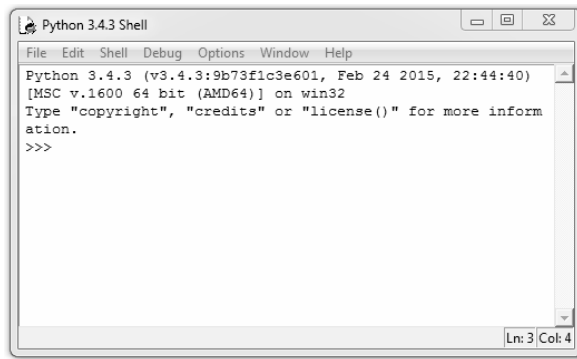 Python 3.4.3 Shell
File Edit Shell Debug Options Window Help
Python 3.4.3 (v3.4.3:9b73f1c3e601, Feb 24 2015, 22:44:40)
[MSC v.1600 64 bit (AMD64)] on win32
Type "copyright", "credits" or "license()" for more inform
ation.
>>>
Ln: 3 Col: 4